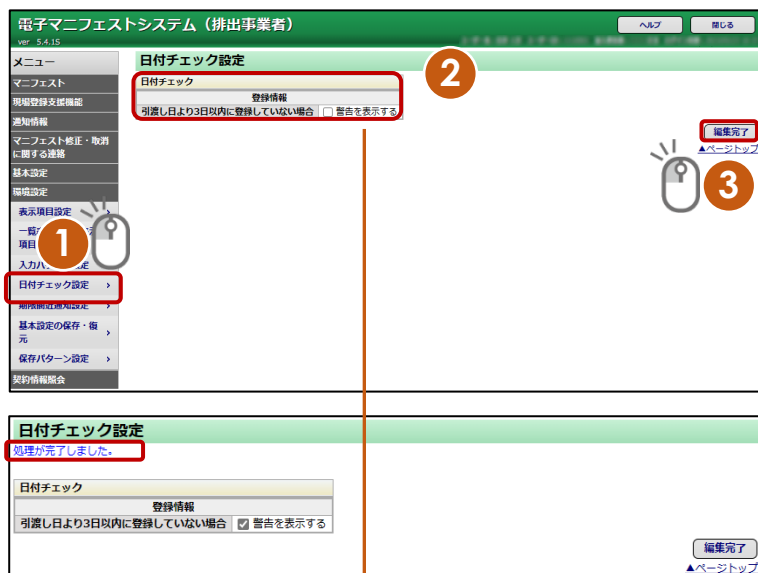 電子マニフェストシステム（排出事業者）
ver 5.4.15
ヘルプ
閉じる
メニュー
マニフェスト
現場登録支援機能
通知情報
マニフェスト修正・取消
に関する連絡
基本設定
環境設定
表示項目設定
項目
日付チェック設定 ›
期限間近通知設定 ›
基本設定の保存・復
元 ›
保存パターン設定 ›
契約情報照会
1
日付チェック設定
日付チェック
登録情報
引渡し日より3日以内に登録していない場合 警告を表示する
2
編集完了
▲ページトップ
3
日付チェック設定
処理が完了しました。
日付チェック
登録情報
引渡し日より3日以内に登録していない場合 警告を表示する
編集完了
▲ページトップ